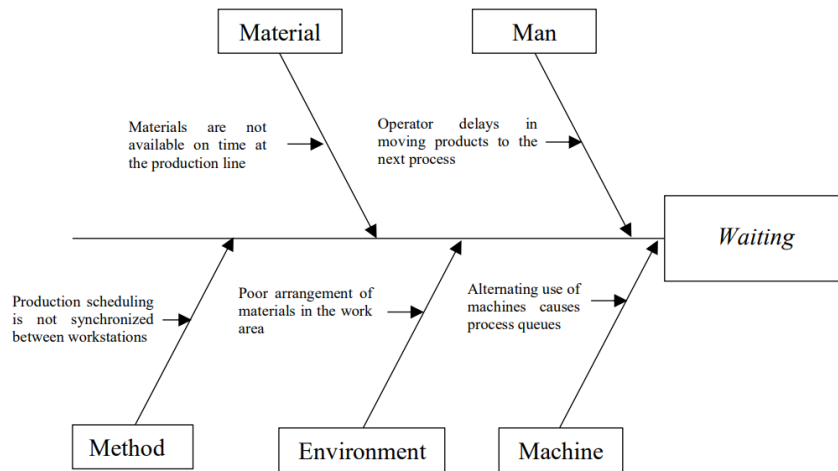 Material
Man
Materials are not
available on time at
the production line
Operator delays in
moving products to the
next process
Waiting
Production scheduling
is not synchronized
between workstations
Poor arrangement of
materials in the work
area
Alternating use of
machines causes
process queues
Method
Environment
Machine